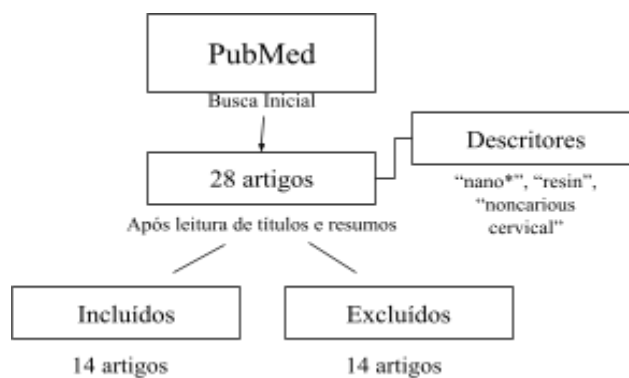 PubMed
Busca Inicial
28 artigos
Descritores
“nano*”, “resin”,
“noncarious
cervical”
Após leitura de títulos e resumos
Incluídos
Excluídos
14 artigos
14 artigos